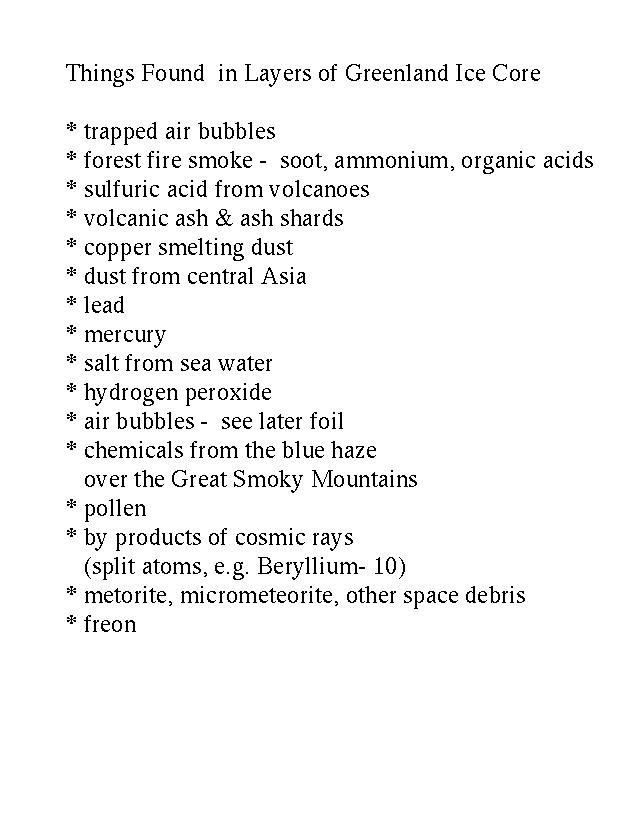 Things Found  in Layers of Greenland Ice Core
* trapped air bubbles
* forest fire smoke -  soot, ammonium, organic acids
* sulfuric acid from volcanoes
* volcanic ash & ash shards
* copper smelting dust
* dust from central Asia
* lead
* mercury
* salt from sea water
* hydrogen peroxide
* air bubbles -  see later foil
* chemicals from the blue haze
over the Great Smoky Mountains
* pollen
* by products of cosmic rays
(split atoms, e.g. Beryllium- 10)
* metorite, micrometeorite, other space debris
* freon